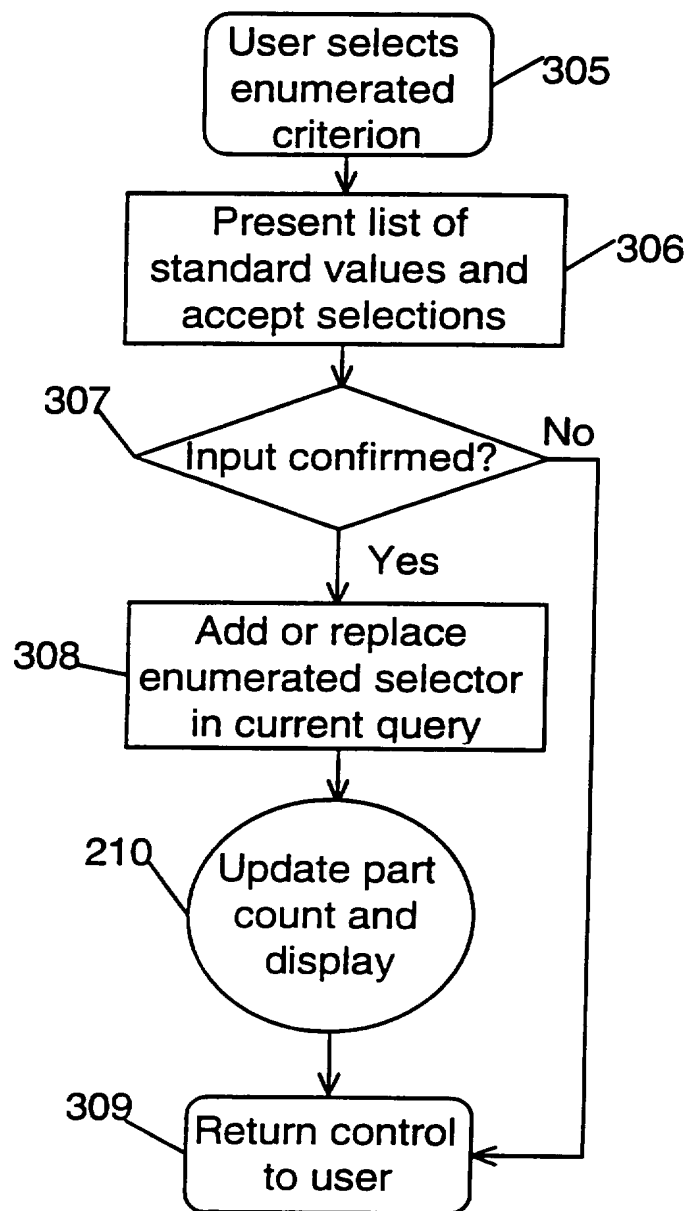 User selects
enumerated
criterion
305
Present list of
standard values and
accept selections
306
307
Input confirmed?
No
Yes
308
Add or replace
enumerated selector
in current query
210
Update part
count and
display
309
Return control
to user